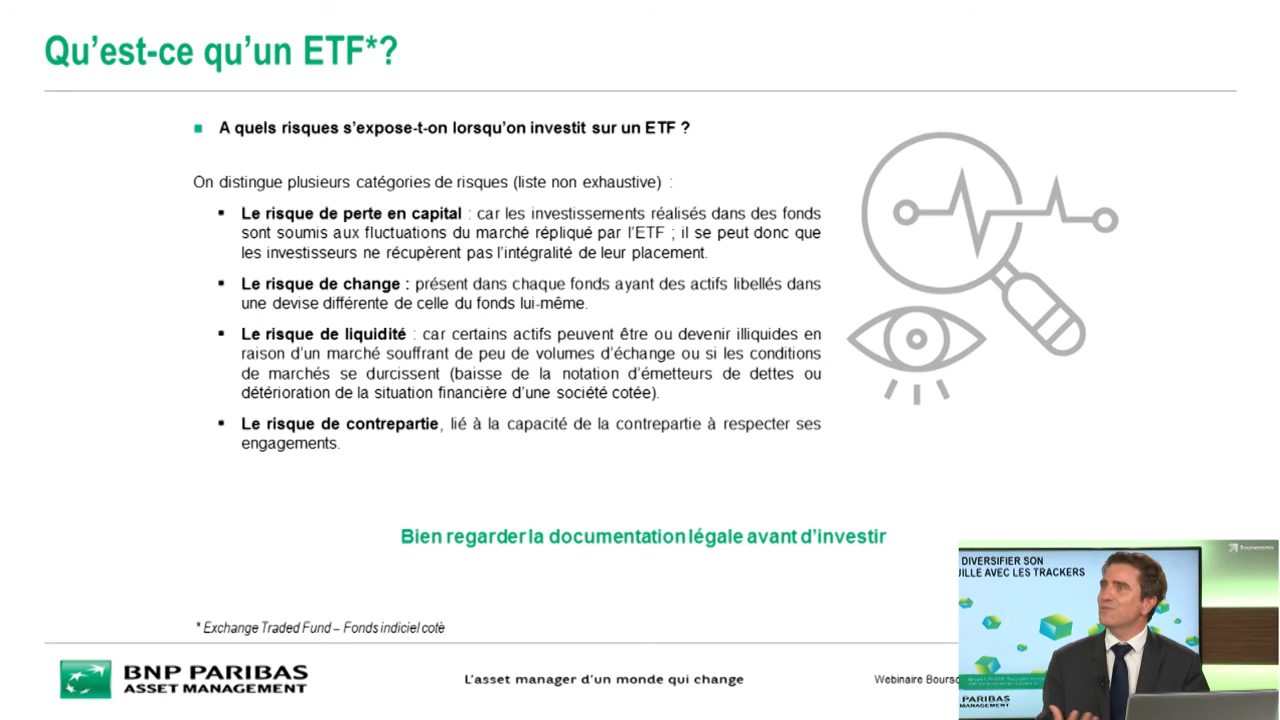 Qu’est-ce qu’un ETF*?
A quels risques s’expose-t-on lorsqu’on investit sur un ETF ?
On distingue plusieurs catégories de risques (liste non exhaustive) :
Le risque de perte en capital : car les investissements réalisés dans des fonds
sont soumis aux fluctuations du marché répliqué par l’ETF ; il se peut donc que
les investisseurs ne récupèrent pas l’intégralité de leur placement.
Le risque de change : présent dans chaque fonds ayant des actifs libellés dans
une devise différente de celle du fonds lui-même.
Le risque de liquidité : car certains actifs peuvent être ou devenir illiquides en
raison d’un marché souffrant de peu de volumes d’échange ou si les conditions
de marchés se durcissent (baisse de la notation d’émetteurs de dettes ou
détérioration de la situation financière d’une société cotée).
Le risque de contrepartie, lié à la capacité de la contrepartie à respecter ses
engagements.
Bien regarder la documentation légale avant d’investir
* Exchange Traded Fund – Fonds indiciel coté
BNP PARIBAS
ASSET MANAGEMENT
L’asset manager d’un monde qui change
Webinaire Bourso
Boursorama
DIVERSIFIER SON
UILLE AVEC LES TRACKERS
PARIBAS
MANAGEMENT